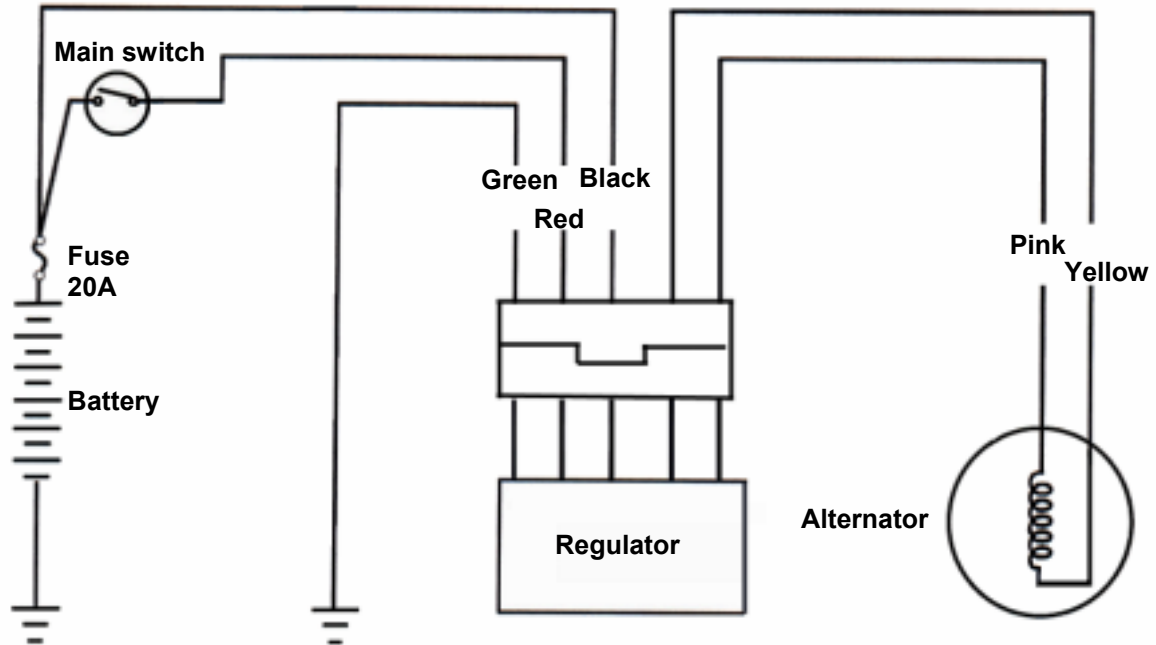 Main switch
Green Black
Red
Fuse
20A
Pink
Yellow
Battery
Regulator
Alternator